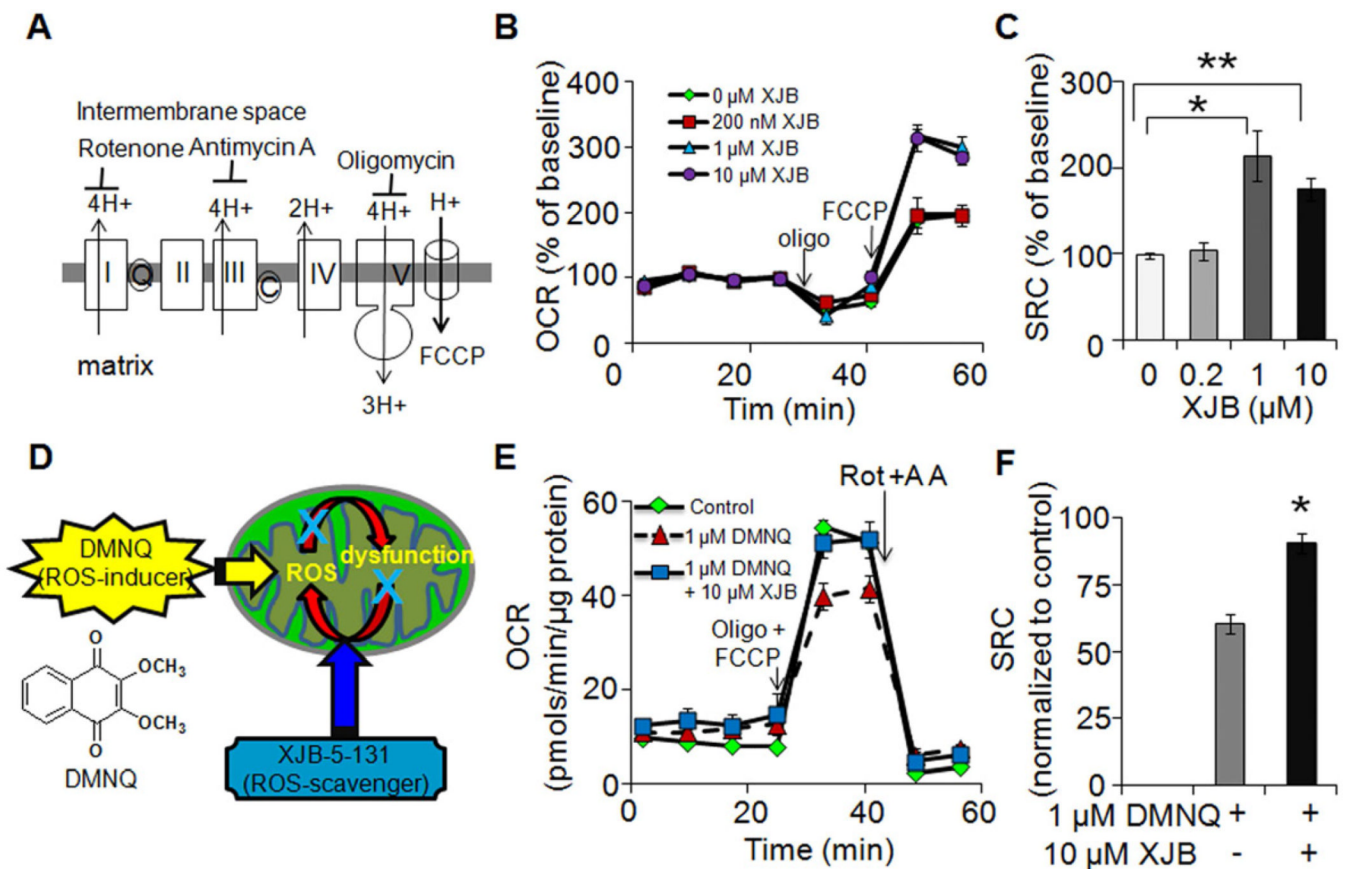 A
Intermembrane space
Rotenone Antimycin A
Oligomycin
4H+ 4H+ 2H+ 4H+ H+
I Q II III C IV V
matrix
FCCP
3H+
B
OCR (% of baseline)
400
300
200
100
0
0 µM XJB
200 nM XJB
1 µM XJB
10 µM XJB
oligo
FCCP
0 20 40 60
Tim (min)
C
SRC (% of baseline)
300
200
100
0
**
*
0 0.2 1 10
XJB (µM)
D
DMNQ
(ROS-inducer)
X
ROS
dysfunction
X
O
OCH3
OCH3
O
DMNQ
XJB-5-131
(ROS-scavenger)
E
OCR
(pmols/min/µg protein)
60
40
20
0
Control
1 µM DMNQ
1 µM DMNQ
+ 10 µM XJB
Oligo +
FCCP
Rot +A A
0 20 40 60
Time (min)
F
SRC
(normalized to control)
100
75
50
25
0
*
1 µM DMNQ + +
10 µM XJB - +